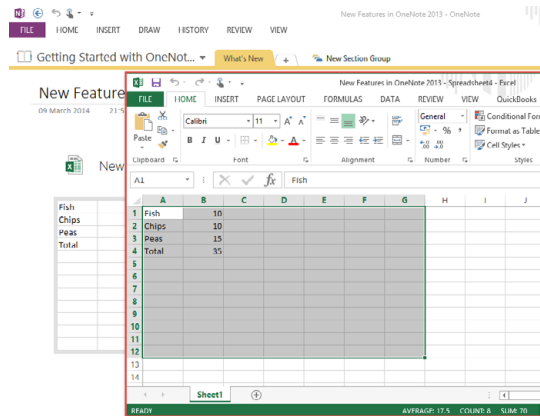 New Features in OneNote 2013 - OneNote
FILE HOME INSERT DRAW HISTORY REVIEW VIEW
Getting Started with OneNot... What's New + New Section Group
New Feature
09 March 2014 21:5
New
Fish
Chips
Peas
Total
New Features in OneNote 2013 - Spreadsheet4 - Excel
FILE HOME INSERT PAGE LAYOUT FORMULAS DATA REVIEW VIEW QuickBooks
Paste
Calibri 11 A A
B I U A
General
% ,
Conditional For
Format as Table
Cell Styles
Clipboard Font Alignment Number Styles
A1 fx Fish
A B C D E F G H I J
1 Fish 10
2 Chips 10
3 Peas 15
4 Total 35
5
6
7
8
9
10
11
12
13
14
Sheet1
READY AVERAGE: 17.5 COUNT: 8 SUM: 70